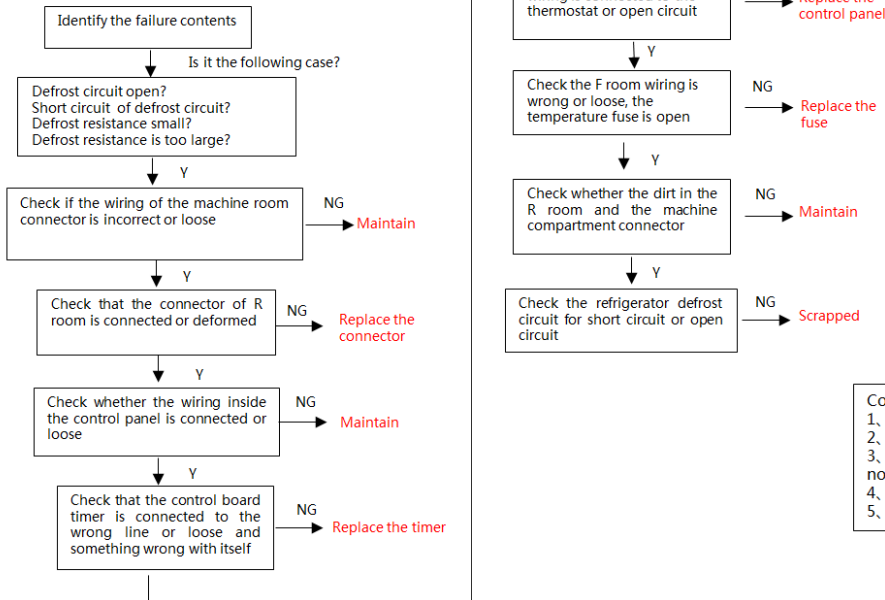 Identify the failure contents
Is it the following case?
Defrost circuit open?
Short circuit of defrost circuit?
Defrost resistance small?
Defrost resistance is too large?
Y
Check if the wiring of the machine room
connector is incorrect or loose
NG
Maintain
Y
Check that the connector of R
room is connected or deformed
NG
Replace the
connector
Y
Check whether the wiring inside
the control panel is connected or
loose
NG
Maintain
Y
Check that the control board
timer is connected to the
wrong line or loose and
something wrong with itself
NG
Replace the timer
thermostat or open circuit
control panel
Y
Check the F room wiring is
wrong or loose, the
temperature fuse is open
NG
Replace the
fuse
Y
Check whether the dirt in the
R room and the machine
compartment connector
NG
Maintain
Y
Check the refrigerator defrost
circuit for short circuit or open
circuit
NG
Scrapped
Co
1、
2、
3、
no
4、
5、